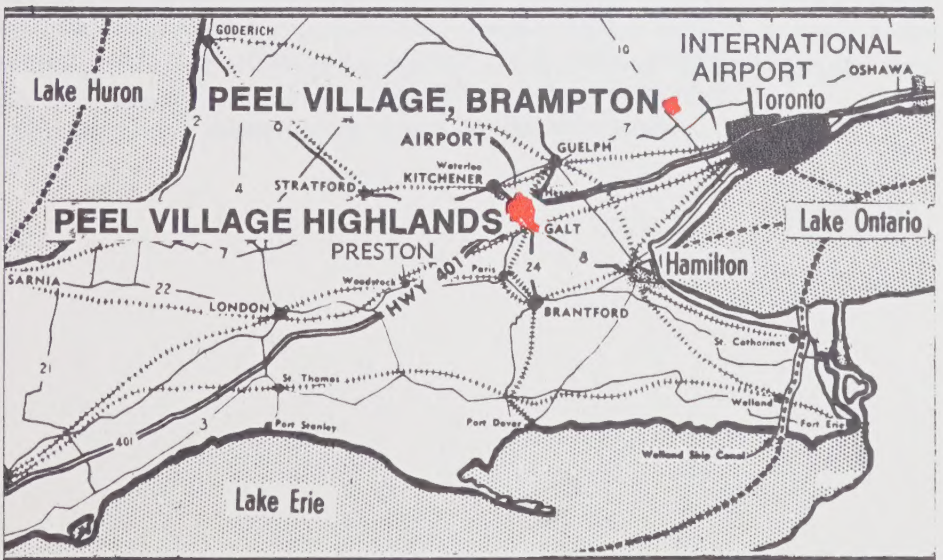 GODERICH
10
INTERNATIONAL
AIRPORT
OSHAWA
Lake Huron
Toronto
PEEL VILLAGE, BRAMPTON
2
8
2
7
AIRPORT
GUELPH
Waterloo
KITCHENER
4
STRATFORD
PEEL VILLAGE HIGHLANDS
GALT
Lake Ontario
7
PRESTON
8
Hamilton
SARNIA
22
Woodstock
HWY 401
Paris
24
LONDON
BRANTFORD
St. Catharines
21
St. Thomas
Welland
3
Port Stanley
Port Dover
Fort Erie
401
Welland Ship Canal
Lake Erie